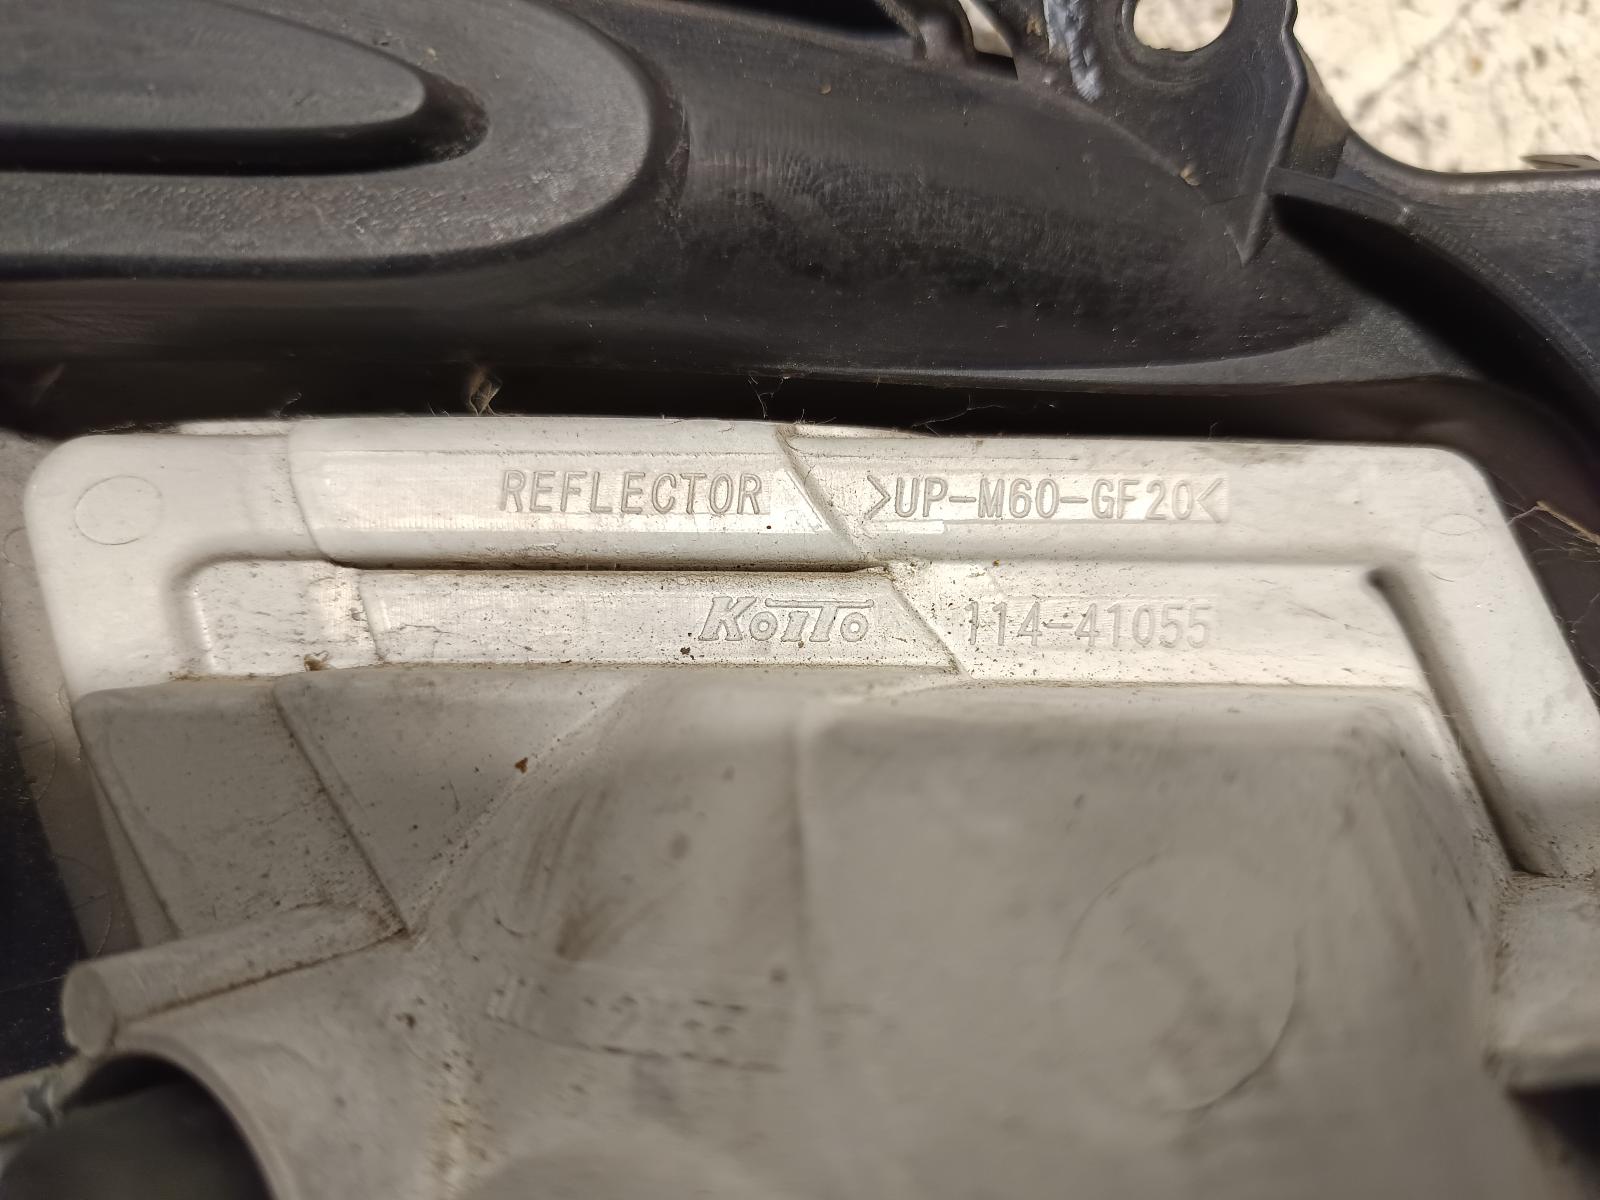 REFLECTOR >UP-M60-GF20<
KOITO 114-41055